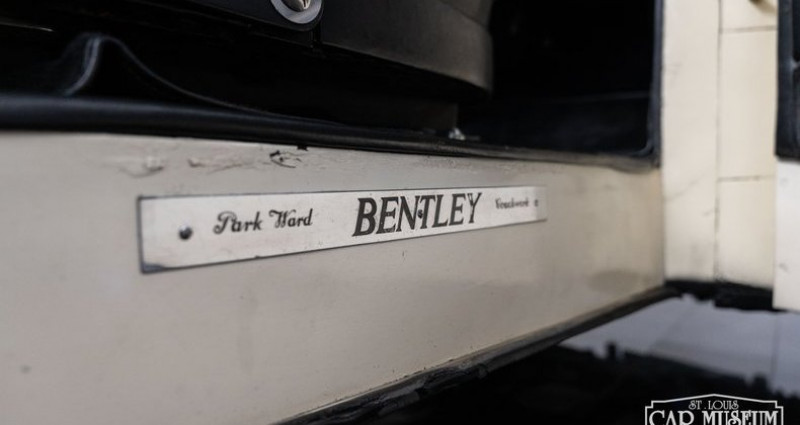 Park Ward BENTLEY
ST. LOUIS
CAR MUSEUM